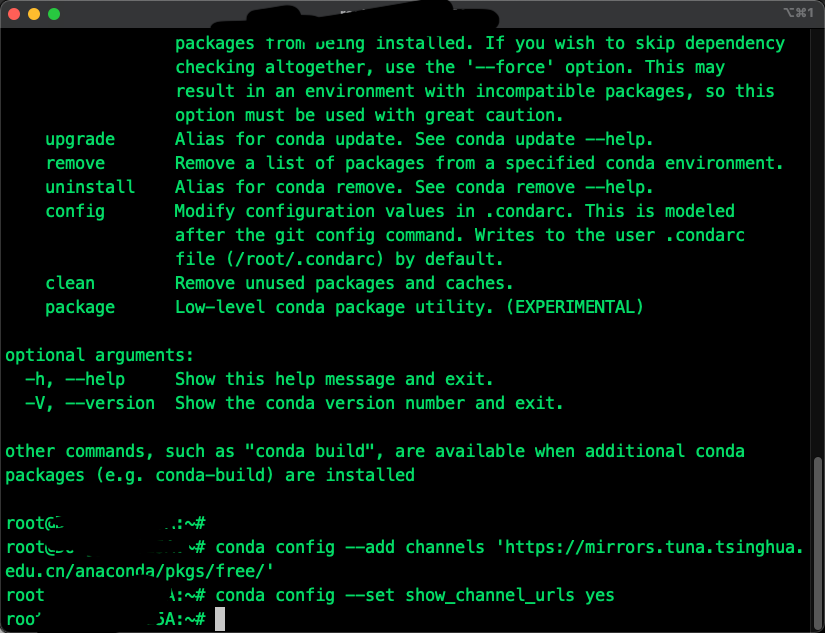 ⌥⌘1
packages from being installed. If you wish to skip dependency
checking altogether, use the '--force' option. This may
result in an environment with incompatible packages, so this
option must be used with great caution.
upgrade Alias for conda update. See conda update --help.
remove Remove a list of packages from a specified conda environment.
uninstall Alias for conda remove. See conda remove --help.
config Modify configuration values in .condarc. This is modeled
after the git config command. Writes to the user .condarc
file (/root/.condarc) by default.
clean Remove unused packages and caches.
package Low-level conda package utility. (EXPERIMENTAL)
optional arguments:
-h, --help Show this help message and exit.
-V, --version Show the conda version number and exit.
other commands, such as "conda build", are available when additional conda
packages (e.g. conda-build) are installed
root@ :~#
root@ ~# conda config --add channels 'https://mirrors.tuna.tsinghua.
edu.cn/anaconda/pkgs/free/'
root A:~# conda config --set show_channel_urls yes
roo 5A:~#